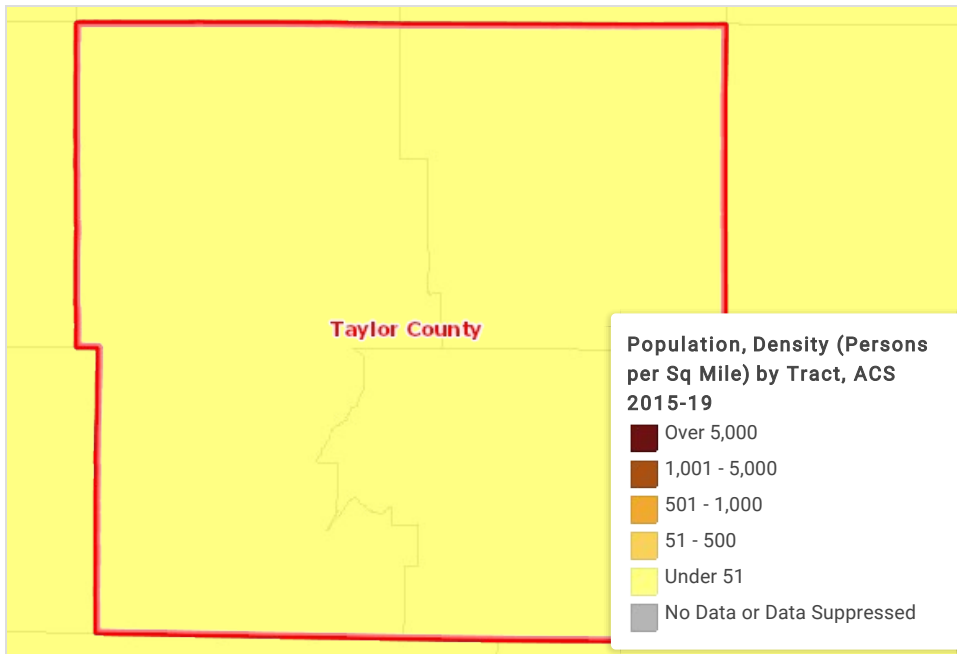 Taylor County
Population, Density (Persons
per Sq Mile) by Tract, ACS
2015-19
Over 5,000
1,001 - 5,000
501 - 1,000
51 - 500
Under 51
No Data or Data Suppressed